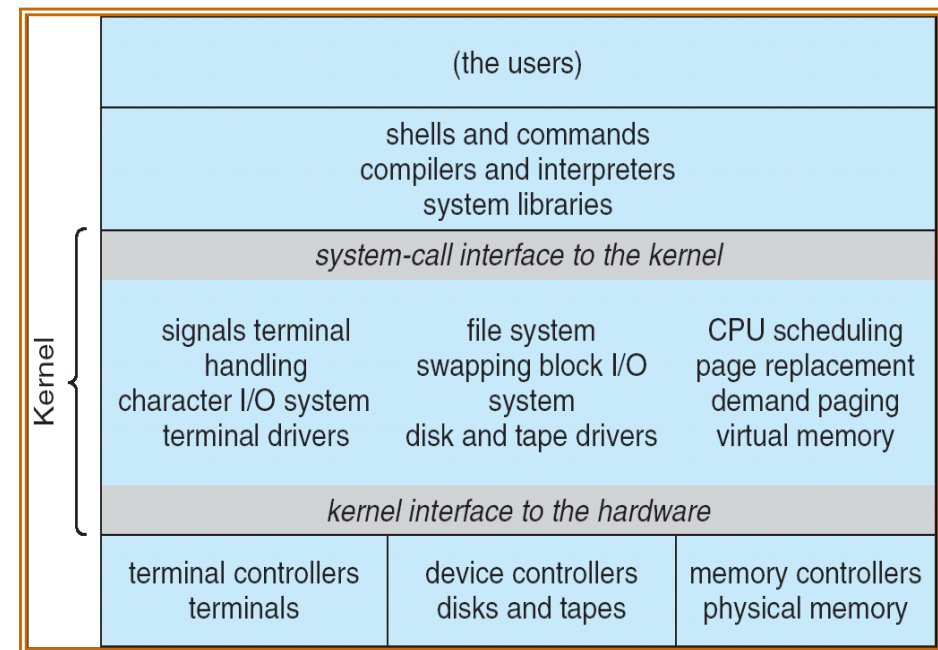 (the users)
shells and commands
compilers and interpreters
system libraries
Kernel
system-call interface to the kernel
signals terminal
handling
character I/O system
terminal drivers
file system
swapping block I/O
system
disk and tape drivers
CPU scheduling
page replacement
demand paging
virtual memory
kernel interface to the hardware
terminal controllers
terminals
device controllers
disks and tapes
memory controllers
physical memory